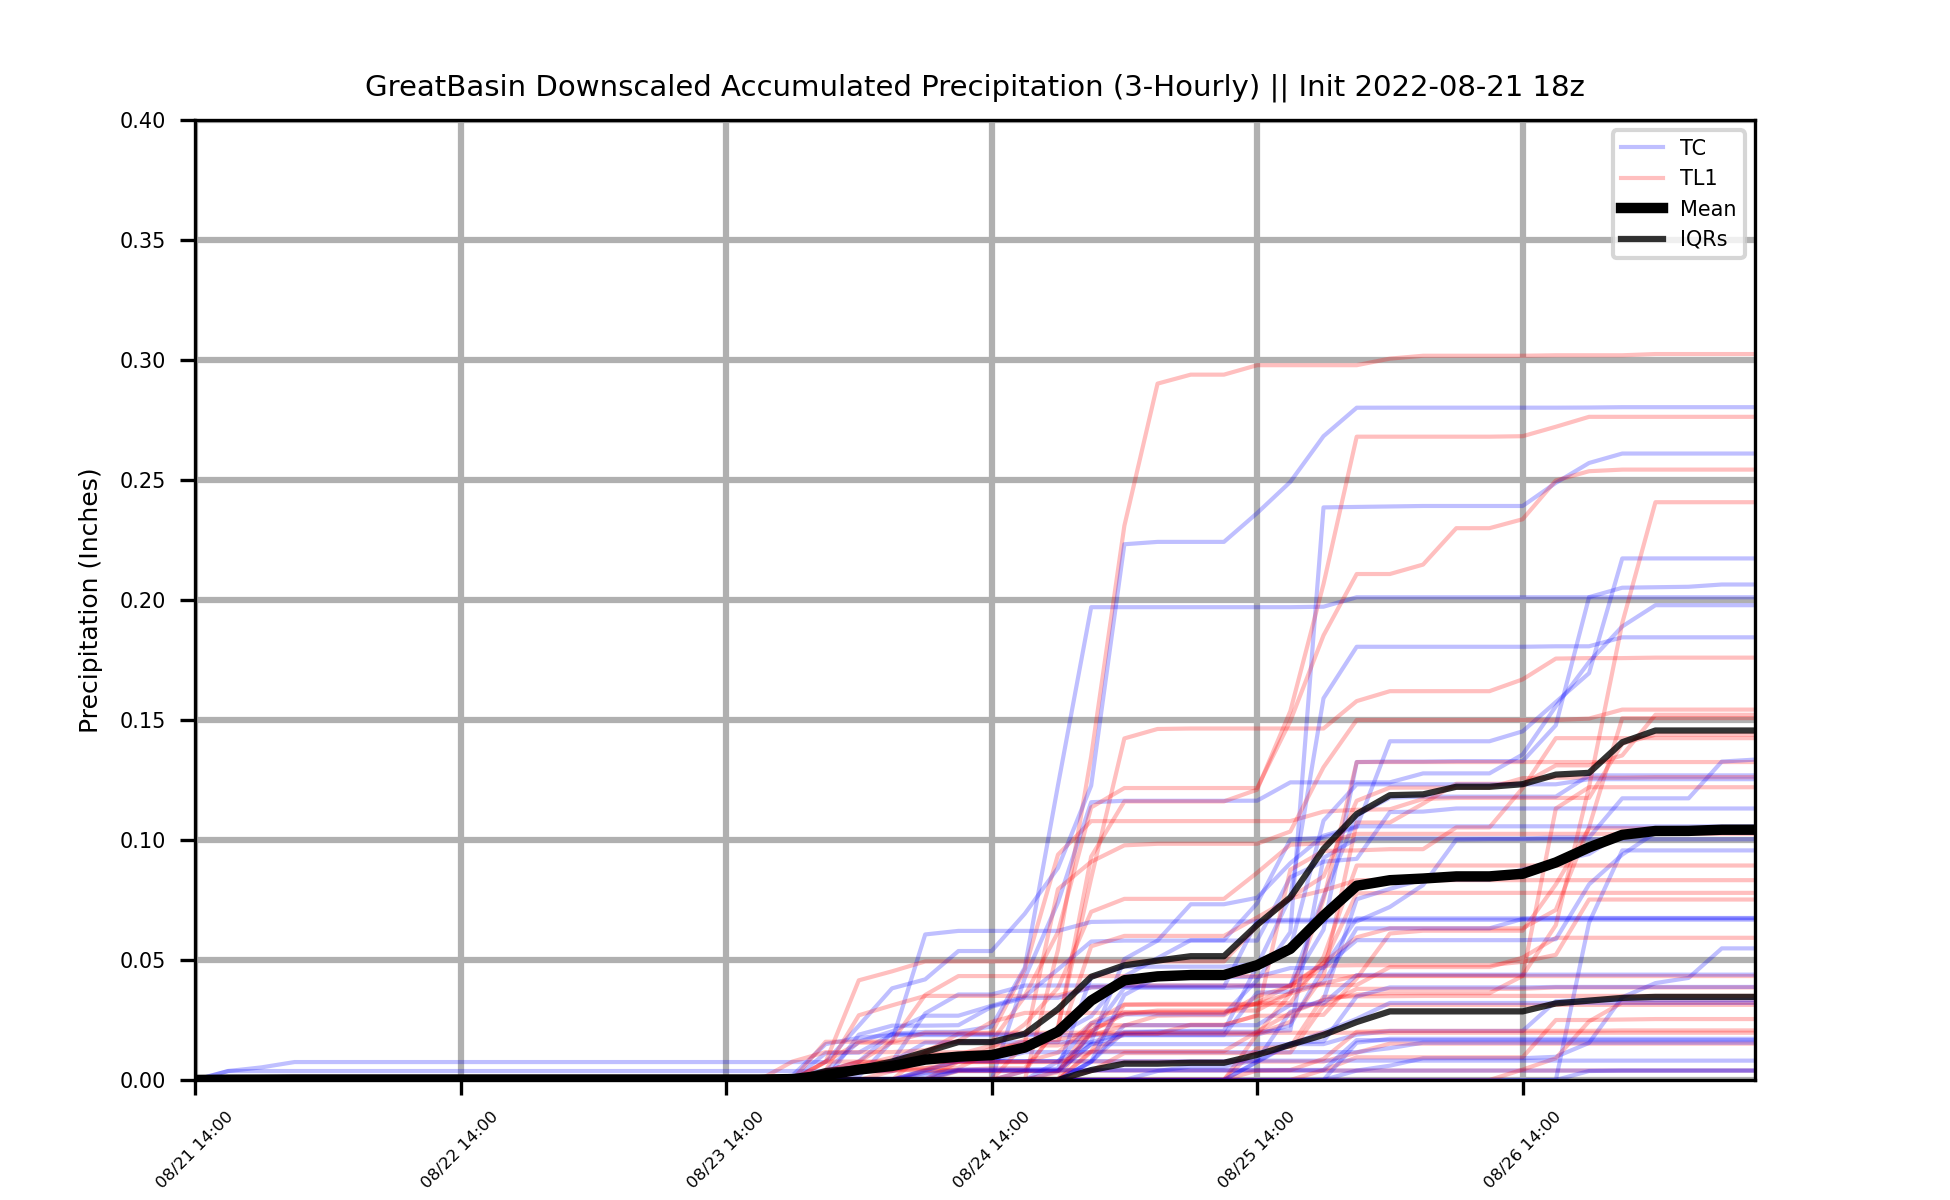 GreatBasin Downscaled Accumulated Precipitation (3-Hourly) || Init 2022-08-21 18z
0.40
0.35
0.30
0.25
0.20
0.15
0.10
0.05
0.00
Precipitation (Inches)
TC
TL1
Mean
IQRs
08/21 14:00
08/22 14:00
08/23 14:00
08/24 14:00
08/25 14:00
08/26 14:00